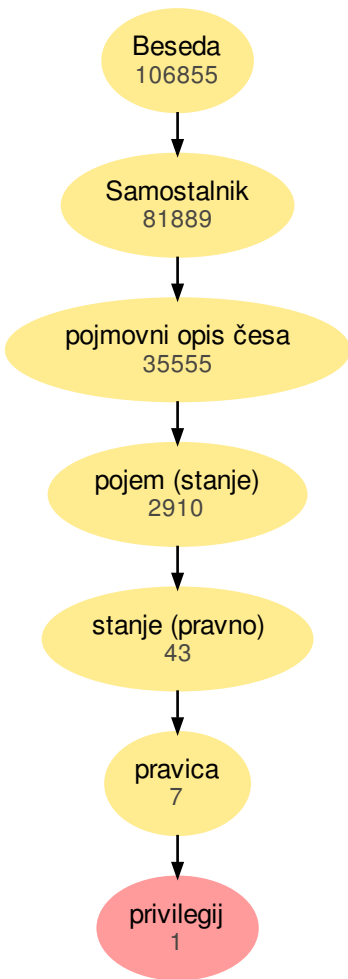 Beseda
106855
Samostalnik
81889
pojmovni opis česa
35555
pojem (stanje)
2910
stanje (pravno)
43
pravica
7
privilegij
1